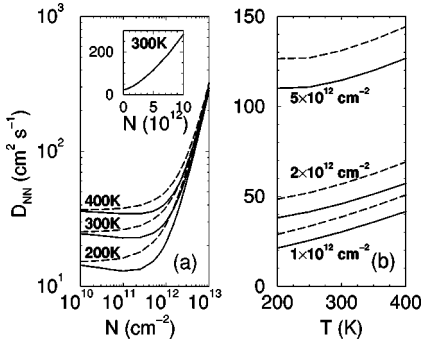 300K
200
0
0 5 10
N (10¹²)
D_NN (cm² s⁻¹)
10³
10²
10¹
400K
300K
200K
(a)
10¹⁰ 10¹¹ 10¹² 10¹³
N (cm⁻²)
150
100
50
0
5×10¹² cm⁻²
2×10¹² cm⁻²
1×10¹² cm⁻²
(b)
200 300 400
T (K)